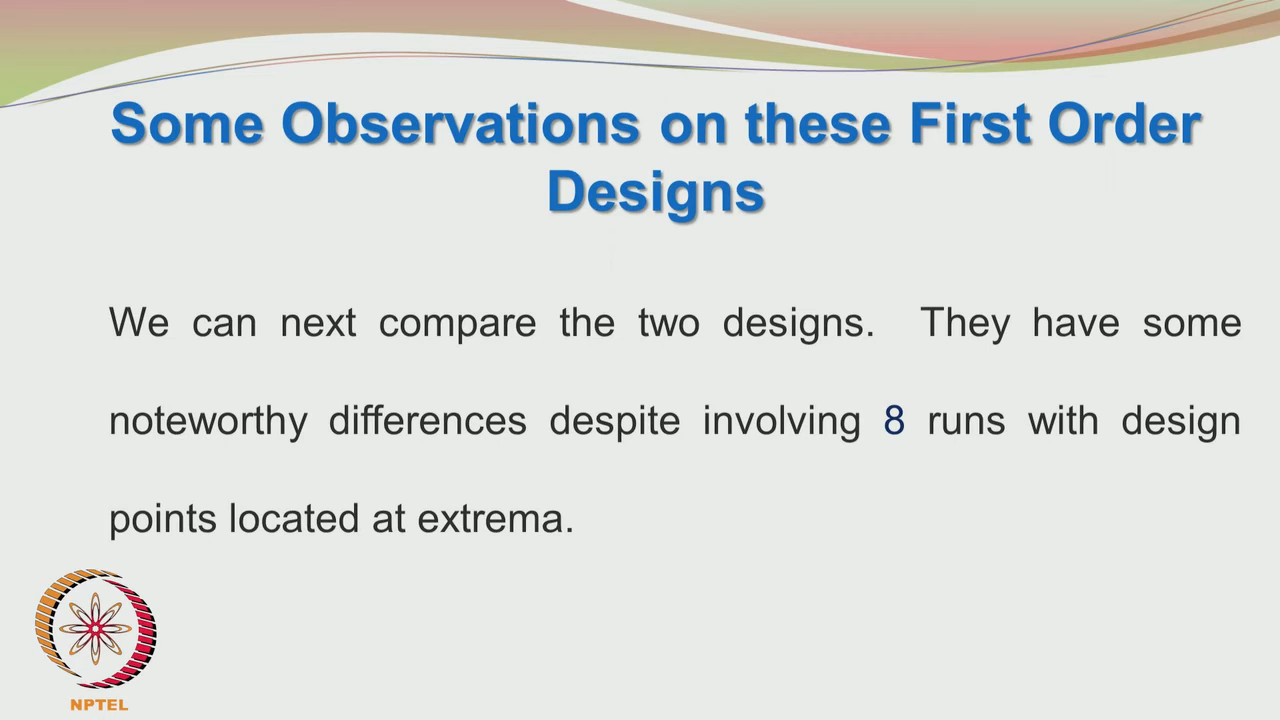 Some Observations on these First Order
Designs
We can next compare the two designs. They have some
noteworthy differences despite involving 8 runs with design
points located at extrema.
NPTEL